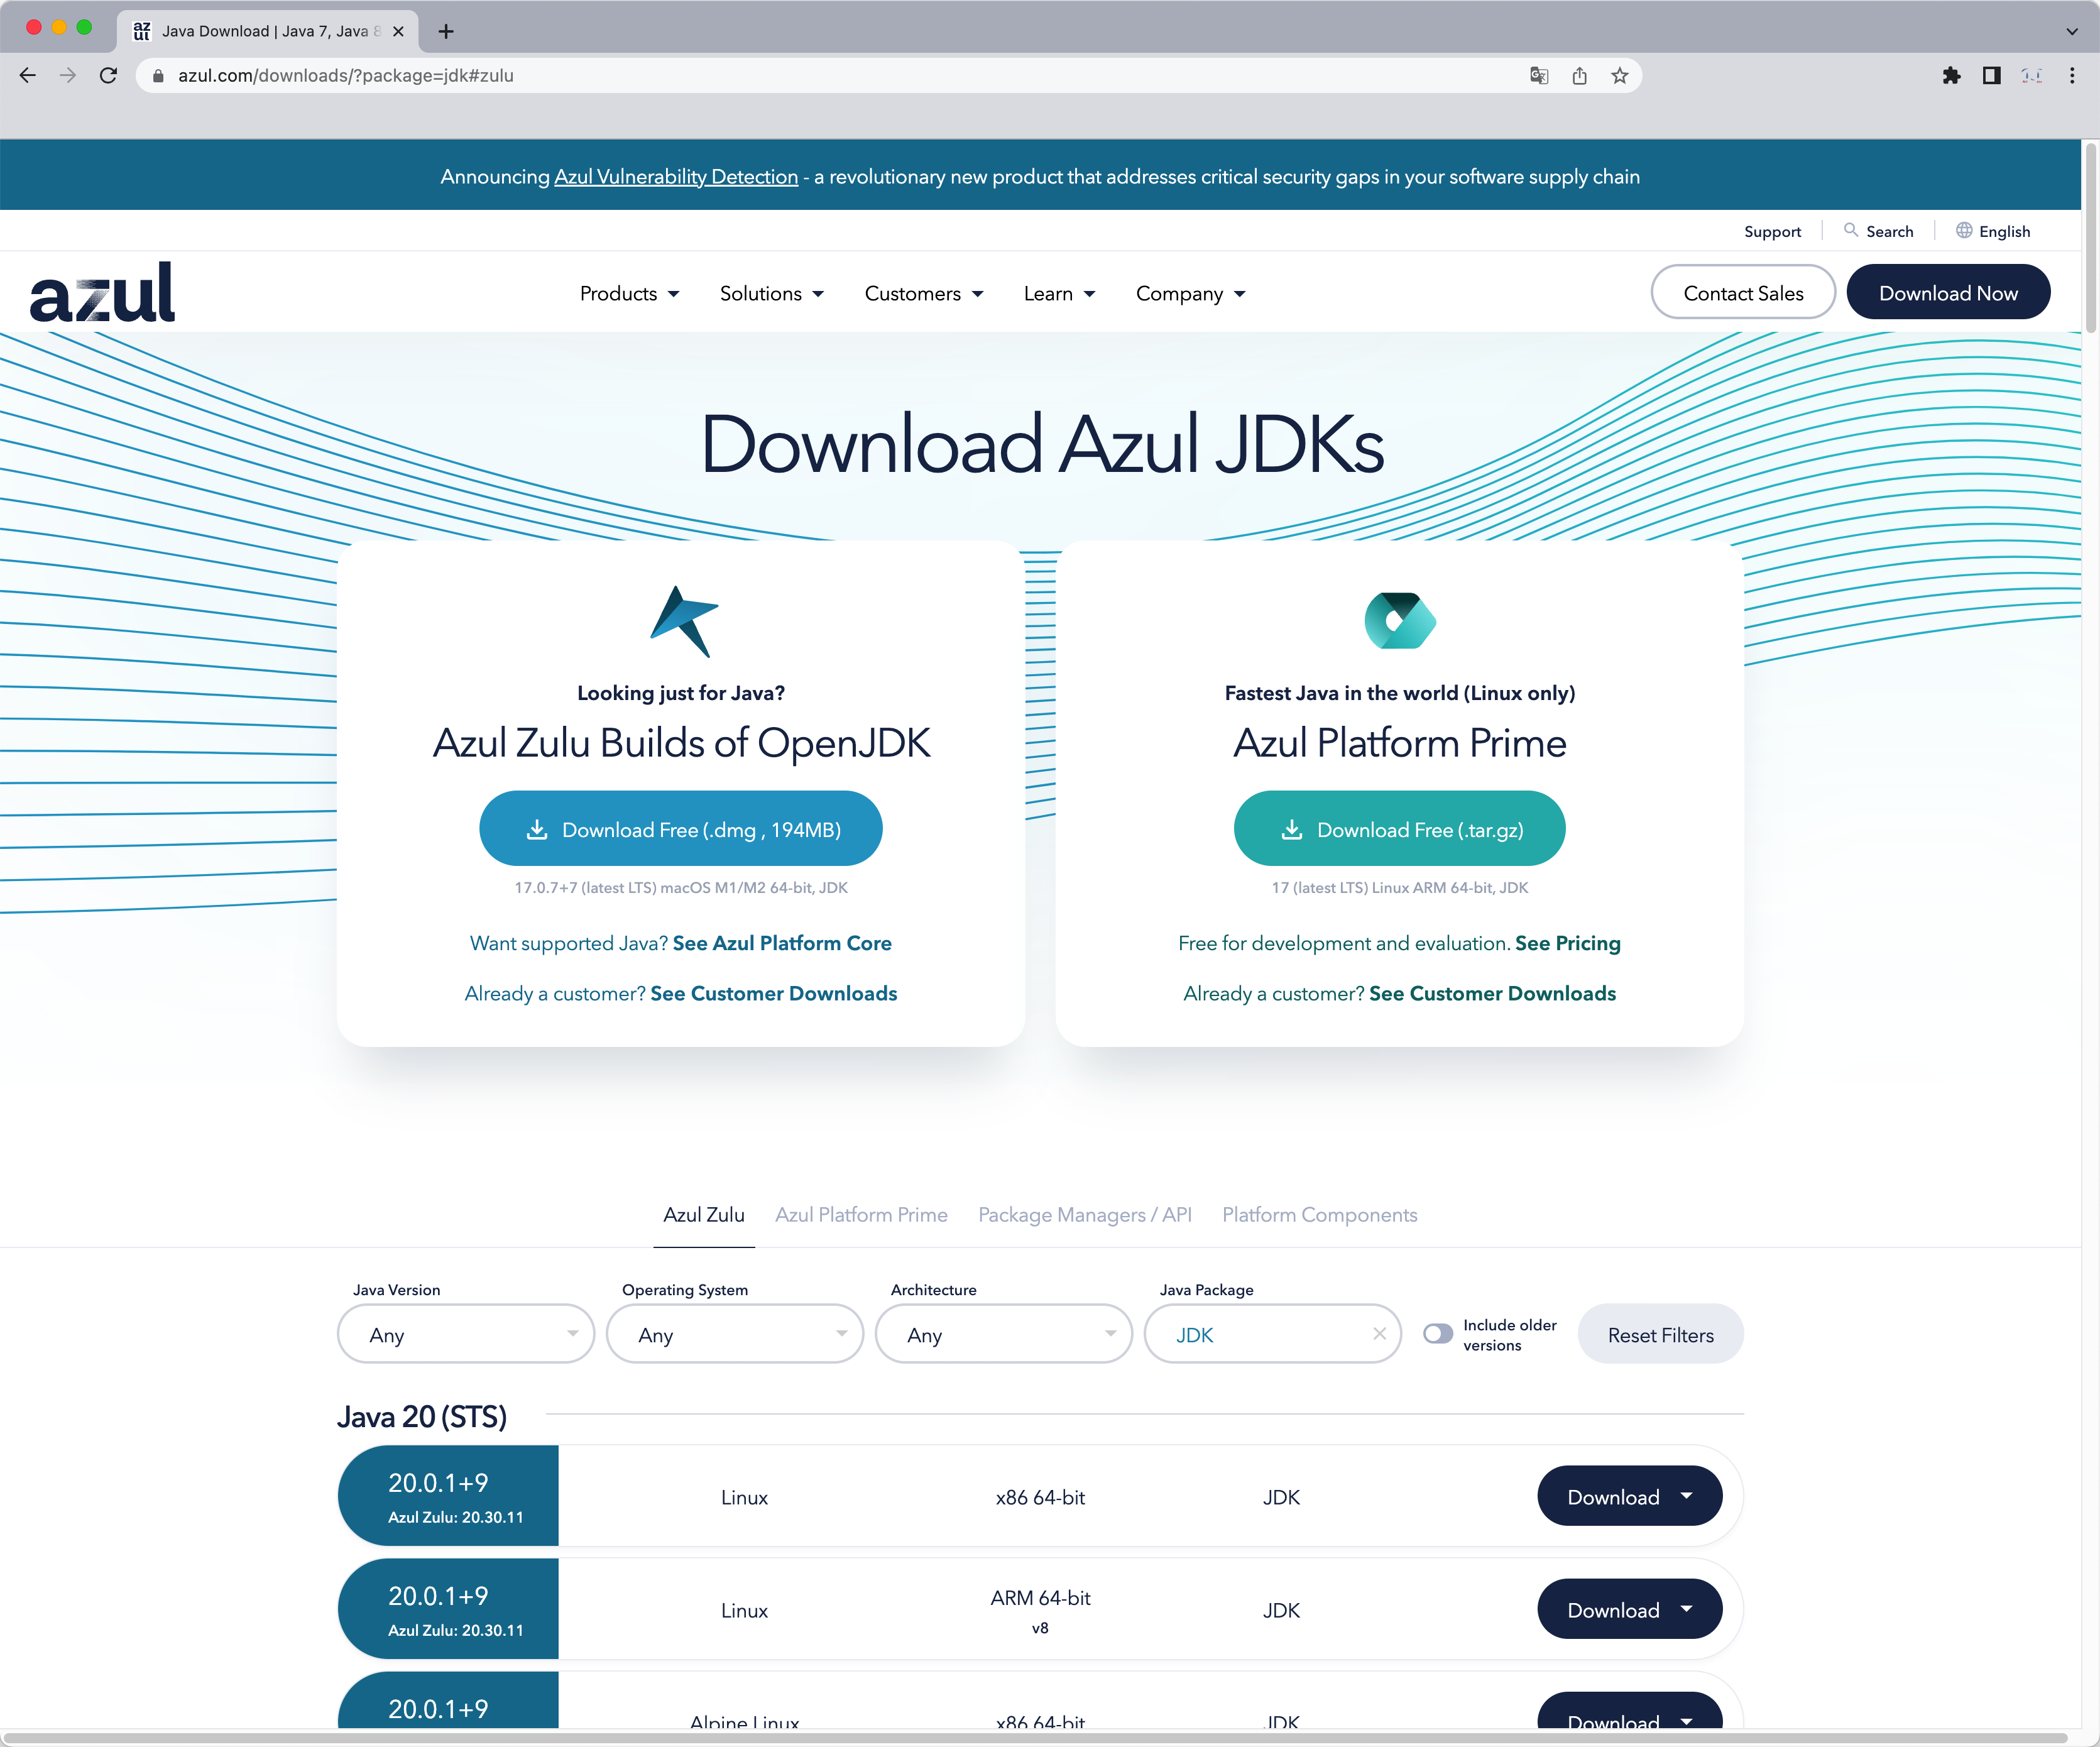 Java Download | Java 7, Java 8
azul.com/downloads/?package=jdk#zulu
Announcing Azul Vulnerability Detection - a revolutionary new product that addresses critical security gaps in your software supply chain
Support Search English
azul Products Solutions Customers Learn Company Contact Sales Download Now
Download Azul JDKs
Looking just for Java?
Azul Zulu Builds of OpenJDK
Download Free (.dmg , 194MB)
17.0.7+7 (latest LTS) macOS M1/M2 64-bit, JDK
Want supported Java? See Azul Platform Core
Already a customer? See Customer Downloads
Fastest Java in the world (Linux only)
Azul Platform Prime
Download Free (.tar.gz)
17 (latest LTS) Linux ARM 64-bit, JDK
Free for development and evaluation. See Pricing
Already a customer? See Customer Downloads
Azul Zulu Azul Platform Prime Package Managers / API Platform Components
Java Version Operating System Architecture Java Package
Any Any Any JDK
Include older
versions
Reset Filters
Java 20 (STS)
20.0.1+9
Azul Zulu: 20.30.11
Linux x86 64-bit JDK Download
20.0.1+9
Azul Zulu: 20.30.11
Linux ARM 64-bit
v8
JDK Download
20.0.1+9
Alpine Linux x86 64-bit JDK Download